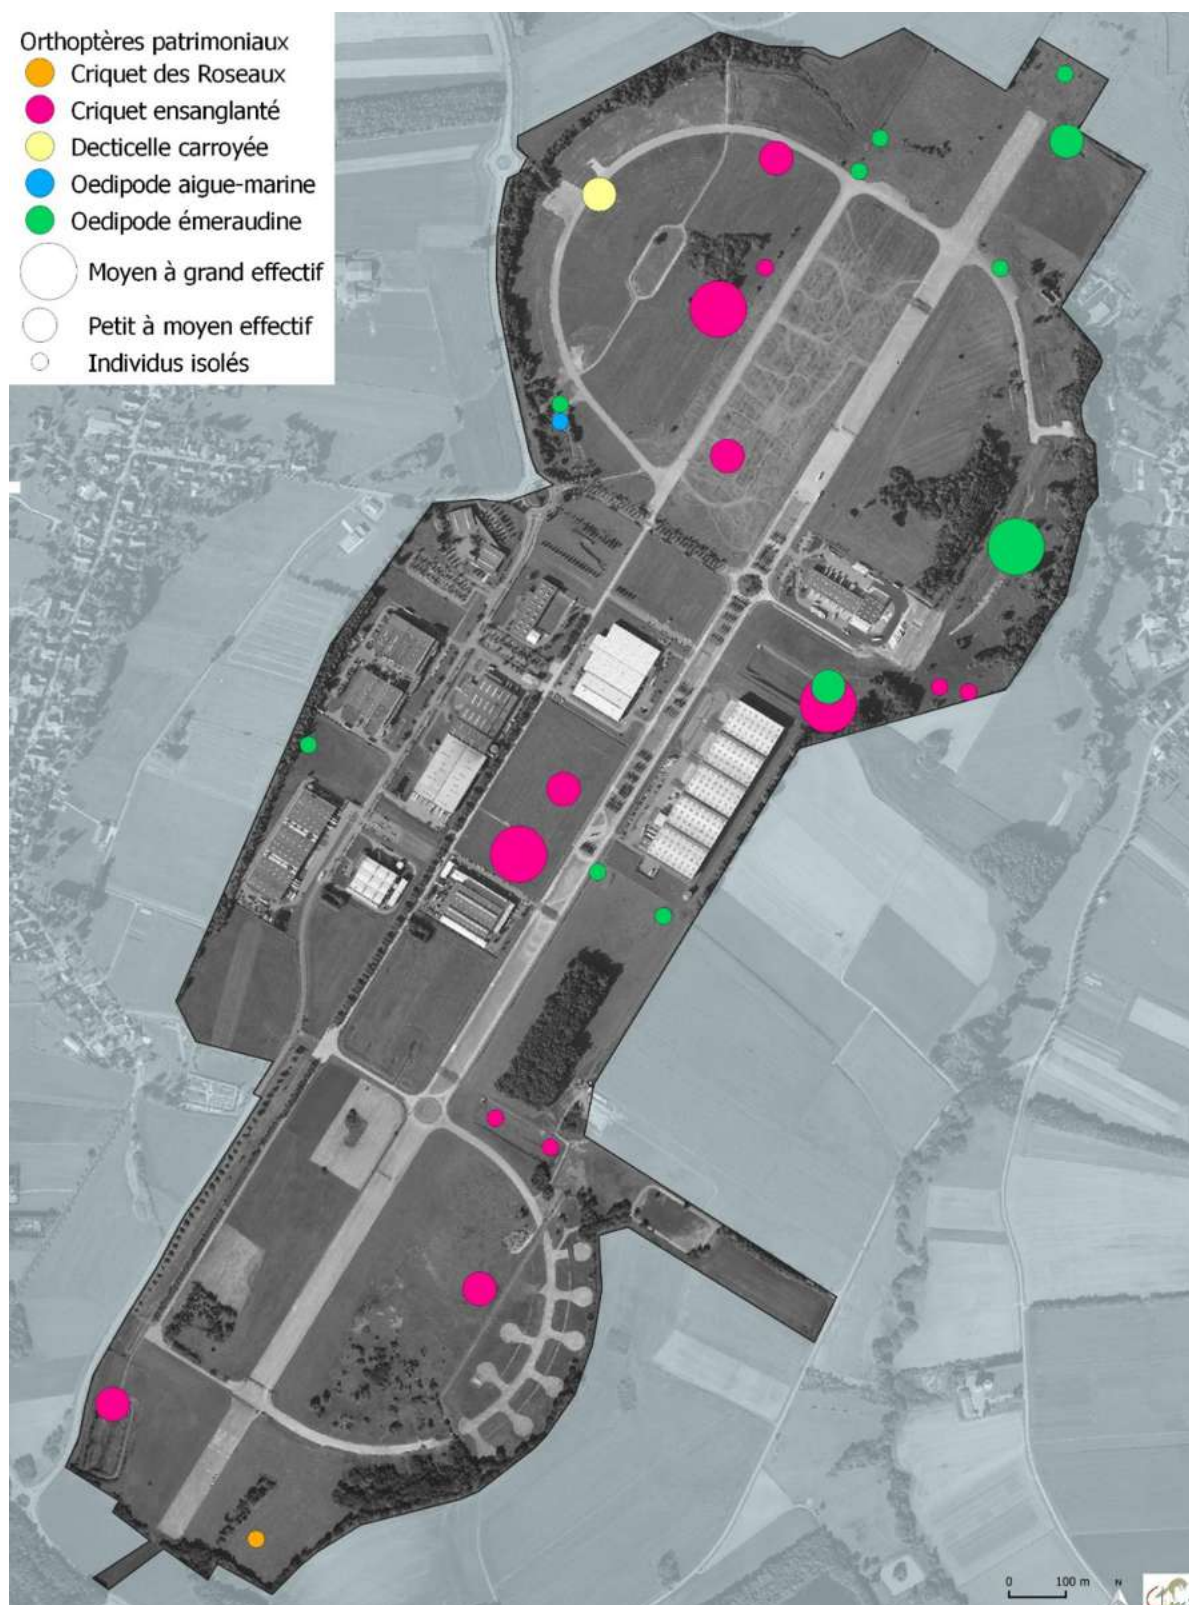 Orthoptères patrimoniaux
Criquet des Roseaux
Criquet ensanglanté
Decticelle carroyée
Oedipode aigue-marine
Oedipode émeraudine
Moyen à grand effectif
Petit à moyen effectif
Individus isolés
0 100 m N